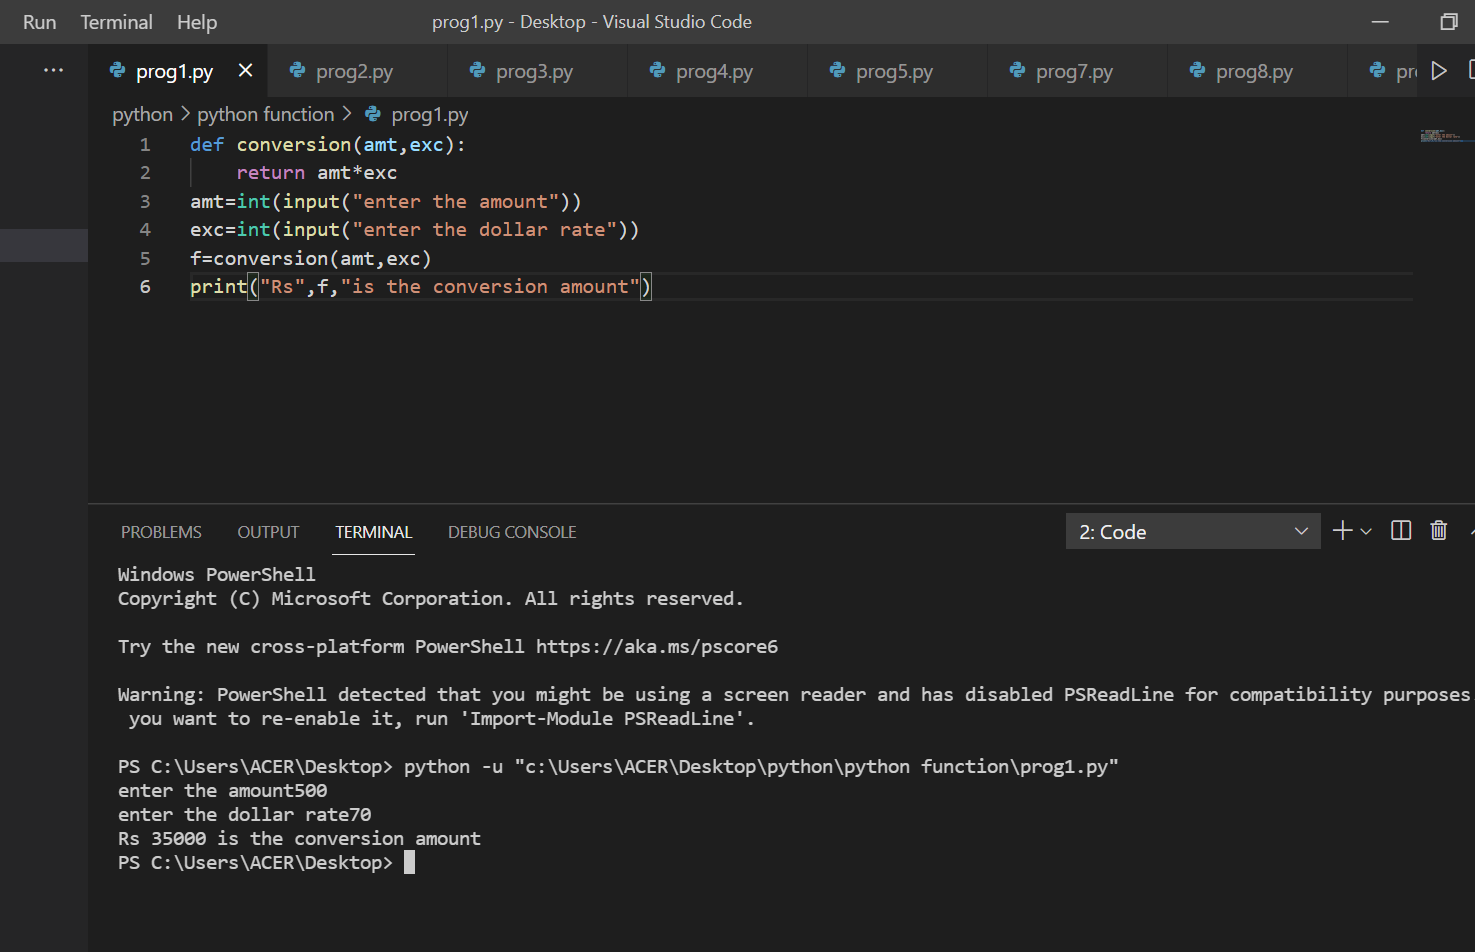 Run Terminal Help prog1.py - Desktop - Visual Studio Code
prog1.py prog2.py prog3.py prog4.py prog5.py prog7.py prog8.py
python > python function > prog1.py
1 def conversion(amt,exc):
2     return amt*exc
3 amt=int(input("enter the amount"))
4 exc=int(input("enter the dollar rate"))
5 f=conversion(amt,exc)
6 print("Rs",f,"is the conversion amount")
PROBLEMS OUTPUT TERMINAL DEBUG CONSOLE 2: Code
Windows PowerShell
Copyright (C) Microsoft Corporation. All rights reserved.
Try the new cross-platform PowerShell https://aka.ms/pscore6
Warning: PowerShell detected that you might be using a screen reader and has disabled PSReadLine for compatibility purposes
you want to re-enable it, run 'Import-Module PSReadLine'.
PS C:\Users\ACER\Desktop> python -u "c:\Users\ACER\Desktop\python\python function\prog1.py"
enter the amount500
enter the dollar rate70
Rs 35000 is the conversion amount
PS C:\Users\ACER\Desktop>